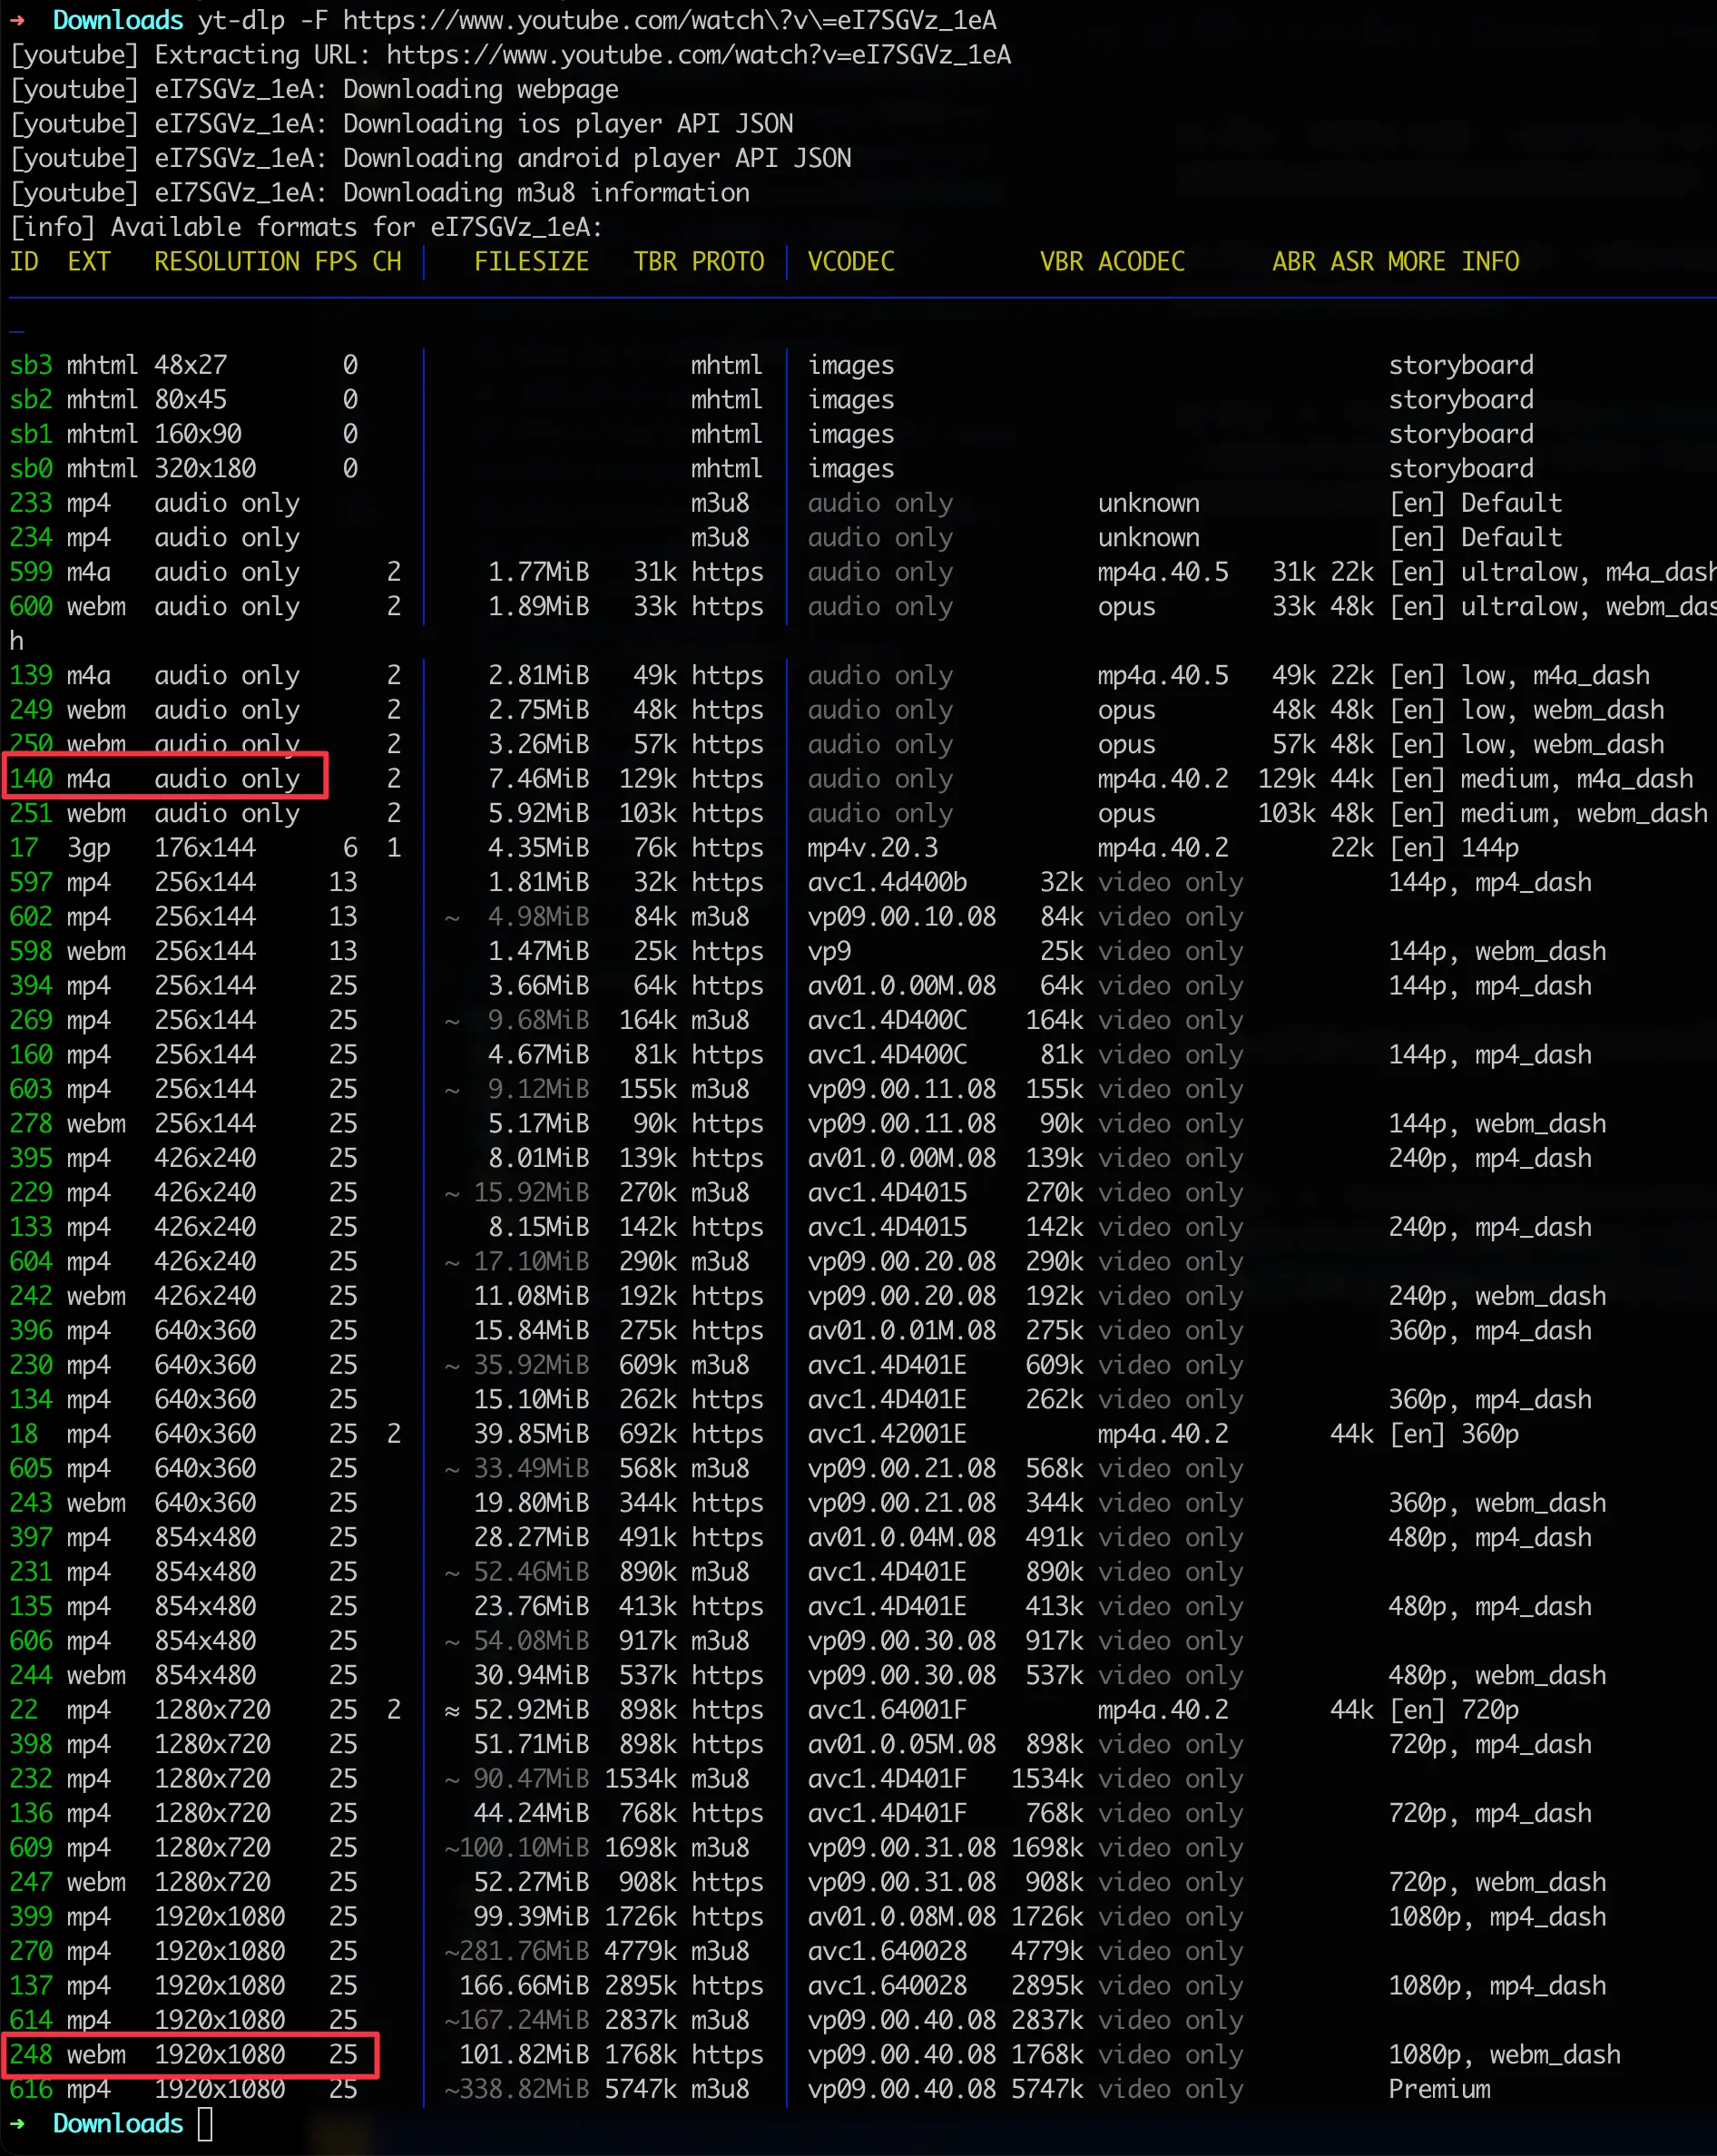 ➜ Downloads yt-dlp -F https://www.youtube.com/watch\?v\=eI7SGVz_1eA
[youtube] Extracting URL: https://www.youtube.com/watch?v=eI7SGVz_1eA
[youtube] eI7SGVz_1eA: Downloading webpage
[youtube] eI7SGVz_1eA: Downloading ios player API JSON
[youtube] eI7SGVz_1eA: Downloading android player API JSON
[youtube] eI7SGVz_1eA: Downloading m3u8 information
[info] Available formats for eI7SGVz_1eA:
ID EXT RESOLUTION FPS CH │ FILESIZE TBR PROTO │ VCODEC VBR ACODEC ABR ASR MORE INFO
sb3 mhtml 48x27 0 │ mhtml │ images storyboard
sb2 mhtml 80x45 0 │ mhtml │ images storyboard
sb1 mhtml 160x90 0 │ mhtml │ images storyboard
sb0 mhtml 320x180 0 │ mhtml │ images storyboard
233 mp4 audio only │ m3u8 │ audio only unknown [en] Default
234 mp4 audio only │ m3u8 │ audio only unknown [en] Default
599 m4a audio only 2 │ 1.77MiB 31k https │ audio only mp4a.40.5 31k 22k [en] ultralow, m4a_dash
600 webm audio only 2 │ 1.89MiB 33k https │ audio only opus 33k 48k [en] ultralow, webm_das
h
139 m4a audio only 2 │ 2.81MiB 49k https │ audio only mp4a.40.5 49k 22k [en] low, m4a_dash
249 webm audio only 2 │ 2.75MiB 48k https │ audio only opus 48k 48k [en] low, webm_dash
250 webm audio only 2 │ 3.26MiB 57k https │ audio only opus 57k 48k [en] low, webm_dash
140 m4a audio only 2 │ 7.46MiB 129k https │ audio only mp4a.40.2 129k 44k [en] medium, m4a_dash
251 webm audio only 2 │ 5.92MiB 103k https │ audio only opus 103k 48k [en] medium, webm_dash
17 3gp 176x144 6 1 │ 4.35MiB 76k https │ mp4v.20.3 mp4a.40.2 22k [en] 144p
597 mp4 256x144 13 │ 1.81MiB 32k https │ avc1.4d400b 32k video only 144p, mp4_dash
602 mp4 256x144 13 │ ~ 4.98MiB 84k m3u8 │ vp09.00.10.08 84k video only
598 webm 256x144 13 │ 1.47MiB 25k https │ vp9 25k video only 144p, webm_dash
394 mp4 256x144 25 │ 3.66MiB 64k https │ av01.0.00M.08 64k video only 144p, mp4_dash
269 mp4 256x144 25 │ ~ 9.68MiB 164k m3u8 │ avc1.4D400C 164k video only
160 mp4 256x144 25 │ 4.67MiB 81k https │ avc1.4D400C 81k video only 144p, mp4_dash
603 mp4 256x144 25 │ ~ 9.12MiB 155k m3u8 │ vp09.00.11.08 155k video only
278 webm 256x144 25 │ 5.17MiB 90k https │ vp09.00.11.08 90k video only 144p, webm_dash
395 mp4 426x240 25 │ 8.01MiB 139k https │ av01.0.00M.08 139k video only 240p, mp4_dash
229 mp4 426x240 25 │ ~ 15.92MiB 270k m3u8 │ avc1.4D4015 270k video only
133 mp4 426x240 25 │ 8.15MiB 142k https │ avc1.4D4015 142k video only 240p, mp4_dash
604 mp4 426x240 25 │ ~ 17.10MiB 290k m3u8 │ vp09.00.20.08 290k video only
242 webm 426x240 25 │ 11.08MiB 192k https │ vp09.00.20.08 192k video only 240p, webm_dash
396 mp4 640x360 25 │ 15.84MiB 275k https │ av01.0.01M.08 275k video only 360p, mp4_dash
230 mp4 640x360 25 │ ~ 35.92MiB 609k m3u8 │ avc1.4D401E 609k video only
134 mp4 640x360 25 │ 15.10MiB 262k https │ avc1.4D401E 262k video only 360p, mp4_dash
18 mp4 640x360 25 2 │ 39.85MiB 692k https │ avc1.42001E mp4a.40.2 44k [en] 360p
605 mp4 640x360 25 │ ~ 33.49MiB 568k m3u8 │ vp09.00.21.08 568k video only
243 webm 640x360 25 │ 19.80MiB 344k https │ vp09.00.21.08 344k video only 360p, webm_dash
397 mp4 854x480 25 │ 28.27MiB 491k https │ av01.0.04M.08 491k video only 480p, mp4_dash
231 mp4 854x480 25 │ ~ 52.46MiB 890k m3u8 │ avc1.4D401E 890k video only
135 mp4 854x480 25 │ 23.76MiB 413k https │ avc1.4D401E 413k video only 480p, mp4_dash
606 mp4 854x480 25 │ ~ 54.08MiB 917k m3u8 │ vp09.00.30.08 917k video only
244 webm 854x480 25 │ 30.94MiB 537k https │ vp09.00.30.08 537k video only 480p, webm_dash
22 mp4 1280x720 25 2 │ ≈ 52.92MiB 898k https │ avc1.64001F mp4a.40.2 44k [en] 720p
398 mp4 1280x720 25 │ 51.71MiB 898k https │ av01.0.05M.08 898k video only 720p, mp4_dash
232 mp4 1280x720 25 │ ~ 90.47MiB 1534k m3u8 │ avc1.4D401F 1534k video only
136 mp4 1280x720 25 │ 44.24MiB 768k https │ avc1.4D401F 768k video only 720p, mp4_dash
609 mp4 1280x720 25 │ ~100.10MiB 1698k m3u8 │ vp09.00.31.08 1698k video only
247 webm 1280x720 25 │ 52.27MiB 908k https │ vp09.00.31.08 908k video only 720p, webm_dash
399 mp4 1920x1080 25 │ 99.39MiB 1726k https │ av01.0.08M.08 1726k video only 1080p, mp4_dash
270 mp4 1920x1080 25 │ ~281.76MiB 4779k m3u8 │ avc1.640028 4779k video only
137 mp4 1920x1080 25 │ 166.66MiB 2895k https │ avc1.640028 2895k video only 1080p, mp4_dash
614 mp4 1920x1080 25 │ ~167.24MiB 2837k m3u8 │ vp09.00.40.08 2837k video only
248 webm 1920x1080 25 │ 101.82MiB 1768k https │ vp09.00.40.08 1768k video only 1080p, webm_dash
616 mp4 1920x1080 25 │ ~338.82MiB 5747k m3u8 │ vp09.00.40.08 5747k video only Premium
➜ Downloads